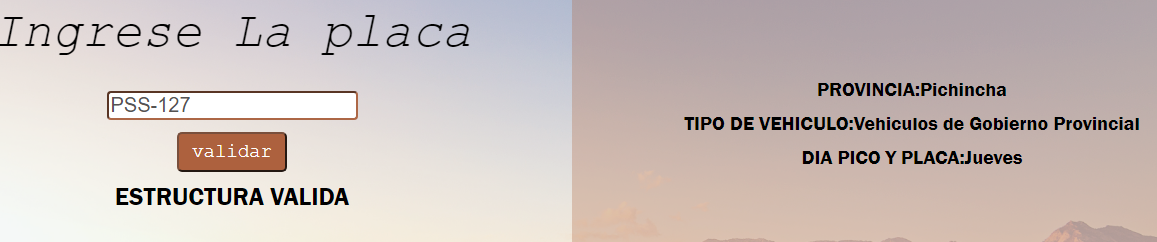 Ingrese La placa
PSS-127
validar
ESTRUCTURA VALIDA
PROVINCIA:Pichincha
TIPO DE VEHICULO:Vehiculos de Gobierno Provincial
DIA PICO Y PLACA:Jueves